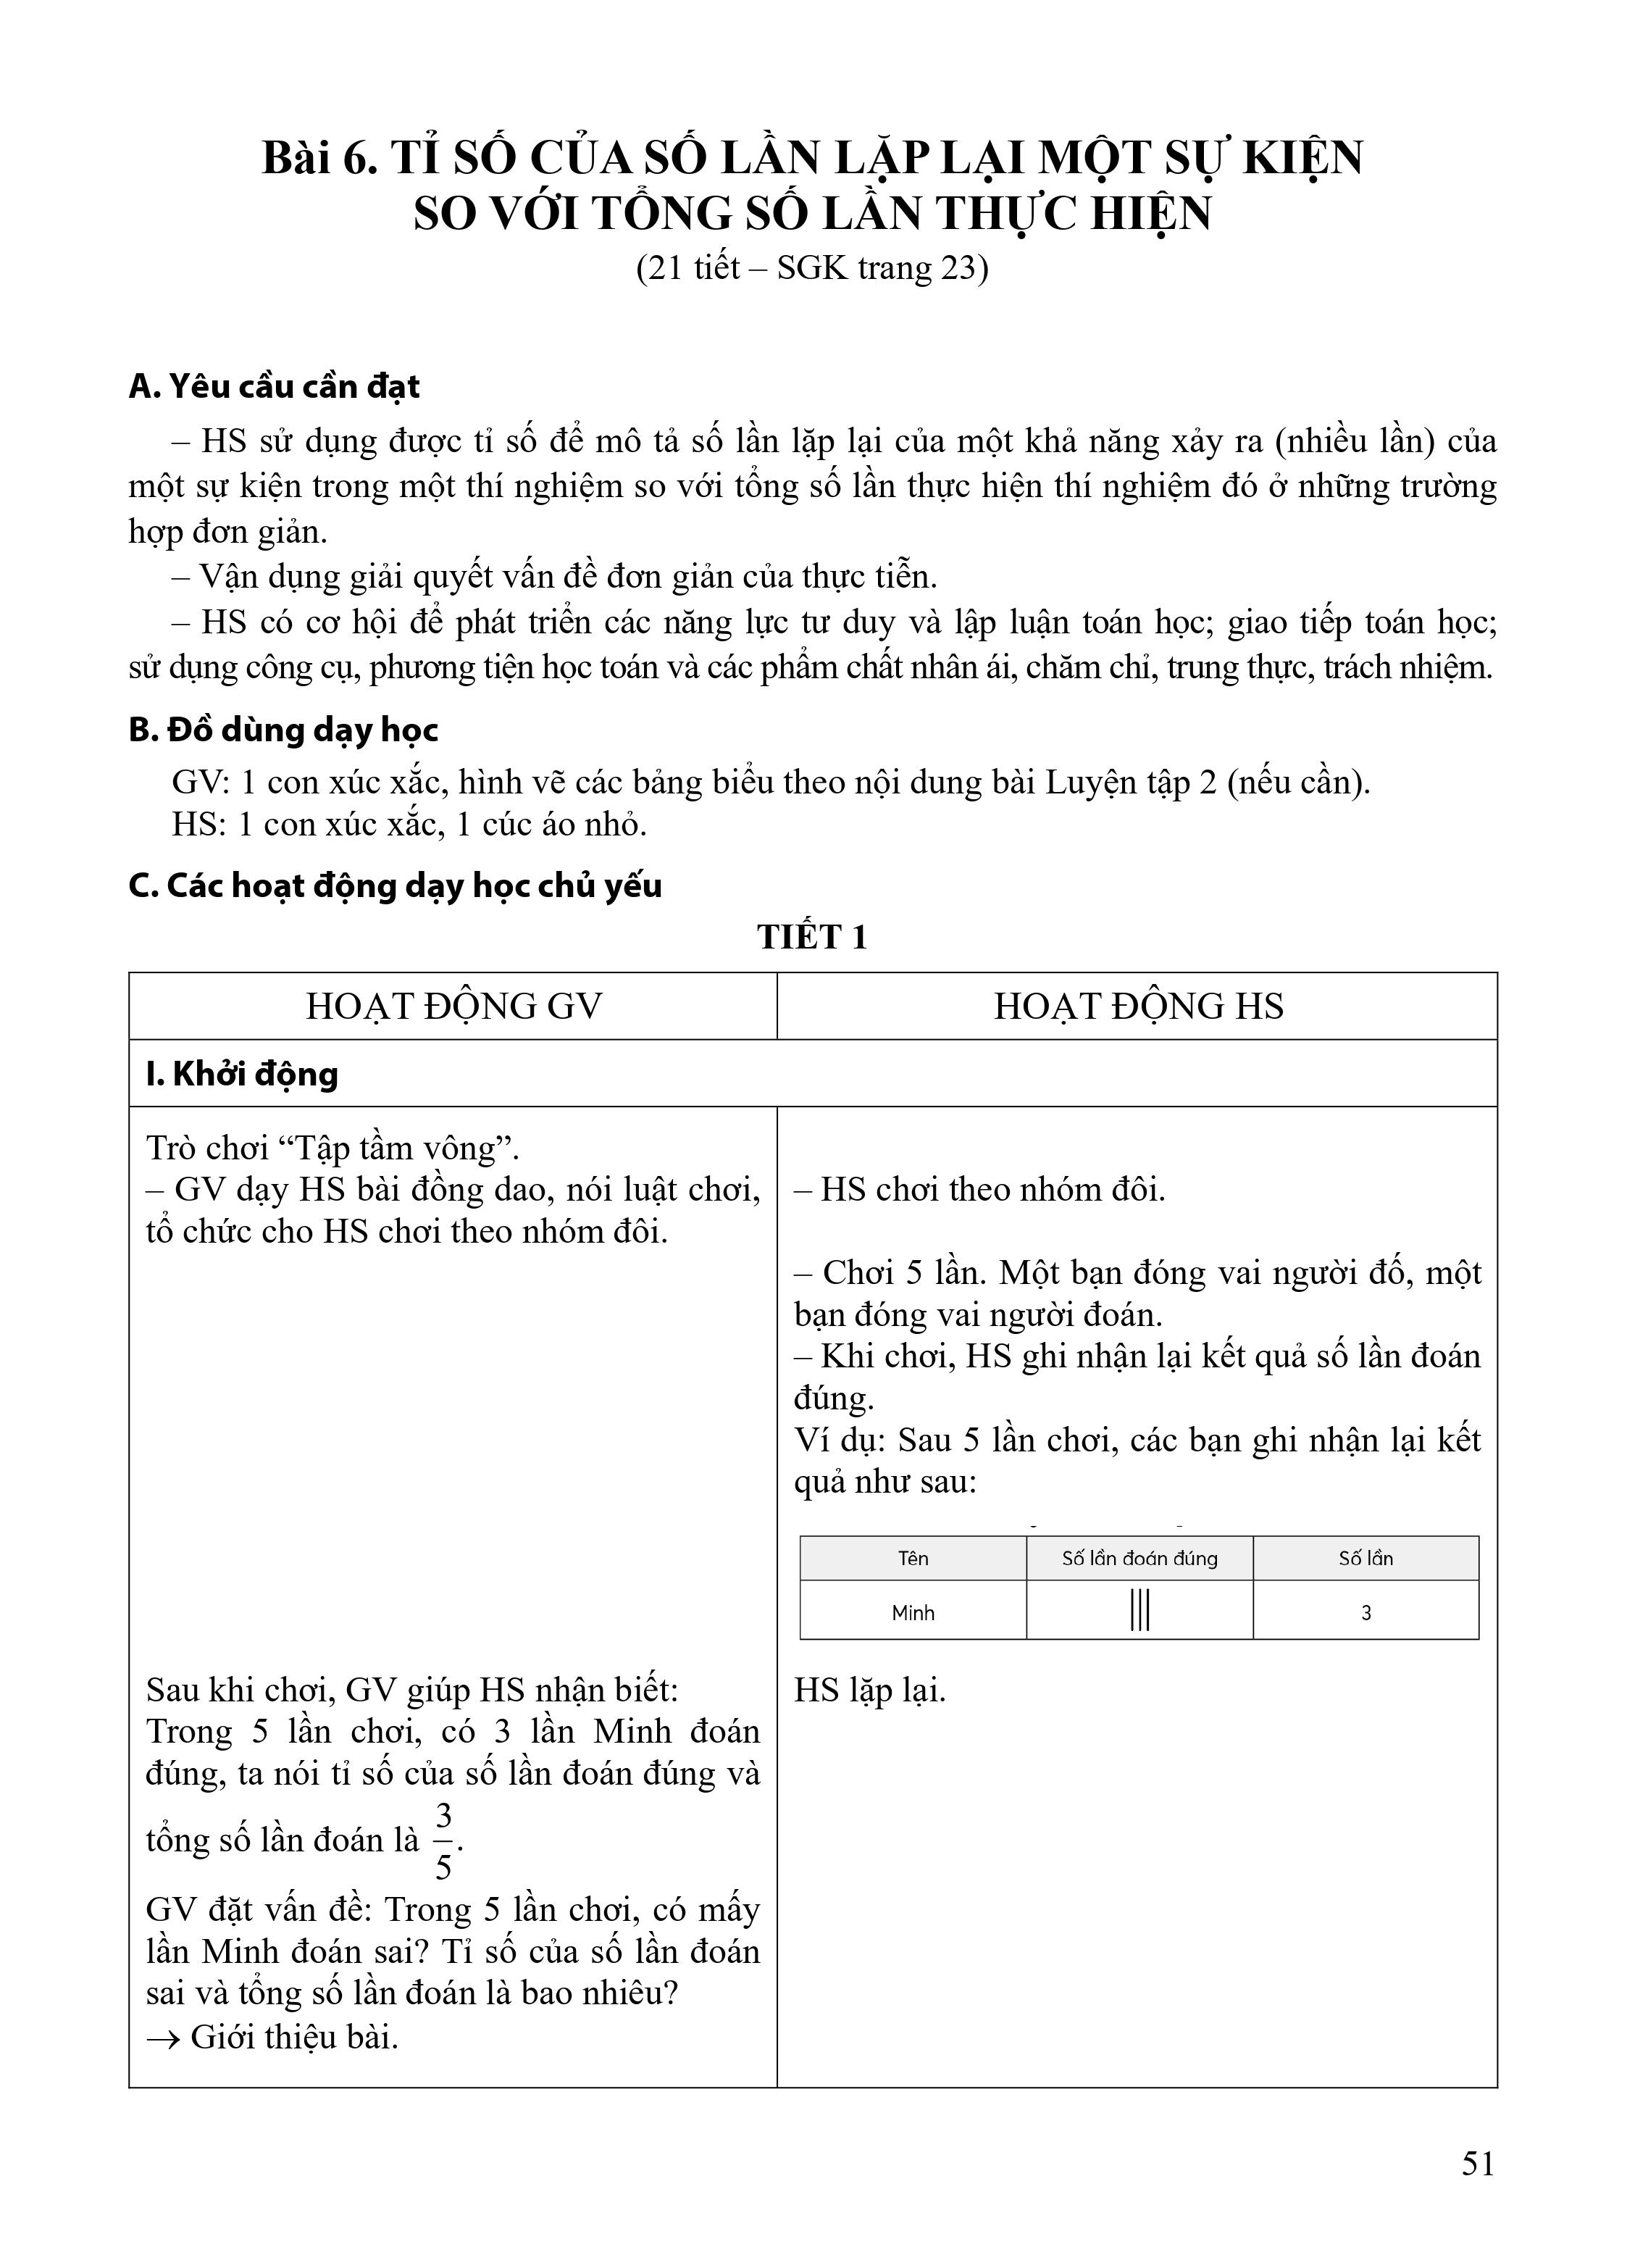 Bài 6. TỈ SỐ CỦA SỐ LẦN LẶP LẠI MỘT SỰ KIỆN
SO VỚI TỔNG SỐ LẦN THỰC HIỆN
(21 tiết – SGK trang 23)
A. Yêu cầu cần đạt
– HS sử dụng được tỉ số để mô tả số lần lặp lại của một khả năng xảy ra (nhiều lần) của
một sự kiện trong một thí nghiệm so với tổng số lần thực hiện thí nghiệm đó ở những trường
hợp đơn giản.
– Vận dụng giải quyết vấn đề đơn giản của thực tiễn.
– HS có cơ hội để phát triển các năng lực tư duy và lập luận toán học; giao tiếp toán học;
sử dụng công cụ, phương tiện học toán và các phẩm chất nhân ái, chăm chỉ, trung thực, trách nhiệm.
B. Đồ dùng dạy học
GV: 1 con xúc xắc, hình vẽ các bảng biểu theo nội dung bài Luyện tập 2 (nếu cần).
HS: 1 con xúc xắc, 1 cúc áo nhỏ.
C. Các hoạt động dạy học chủ yếu
TIẾT 1
HOẠT ĐỘNG GV
HOẠT ĐỘNG HS
I. Khởi động
Trò chơi “Tập tầm vông”.
– GV dạy HS bài đồng dao, nói luật chơi,
tổ chức cho HS chơi theo nhóm đôi.
– HS chơi theo nhóm đôi.
– Chơi 5 lần. Một bạn đóng vai người đố, một
bạn đóng vai người đoán.
– Khi chơi, HS ghi nhận lại kết quả số lần đoán
đúng.
Ví dụ: Sau 5 lần chơi, các bạn ghi nhận lại kết
quả như sau:
Tên Số lần đoán đúng Số lần
Minh ||| 3
Sau khi chơi, GV giúp HS nhận biết:
Trong 5 lần chơi, có 3 lần Minh đoán
đúng, ta nói tỉ số của số lần đoán đúng và
tổng số lần đoán là 3/5.
GV đặt vấn đề: Trong 5 lần chơi, có mấy
lần Minh đoán sai? Tỉ số của số lần đoán
sai và tổng số lần đoán là bao nhiêu?
→ Giới thiệu bài.
HS lặp lại.
51